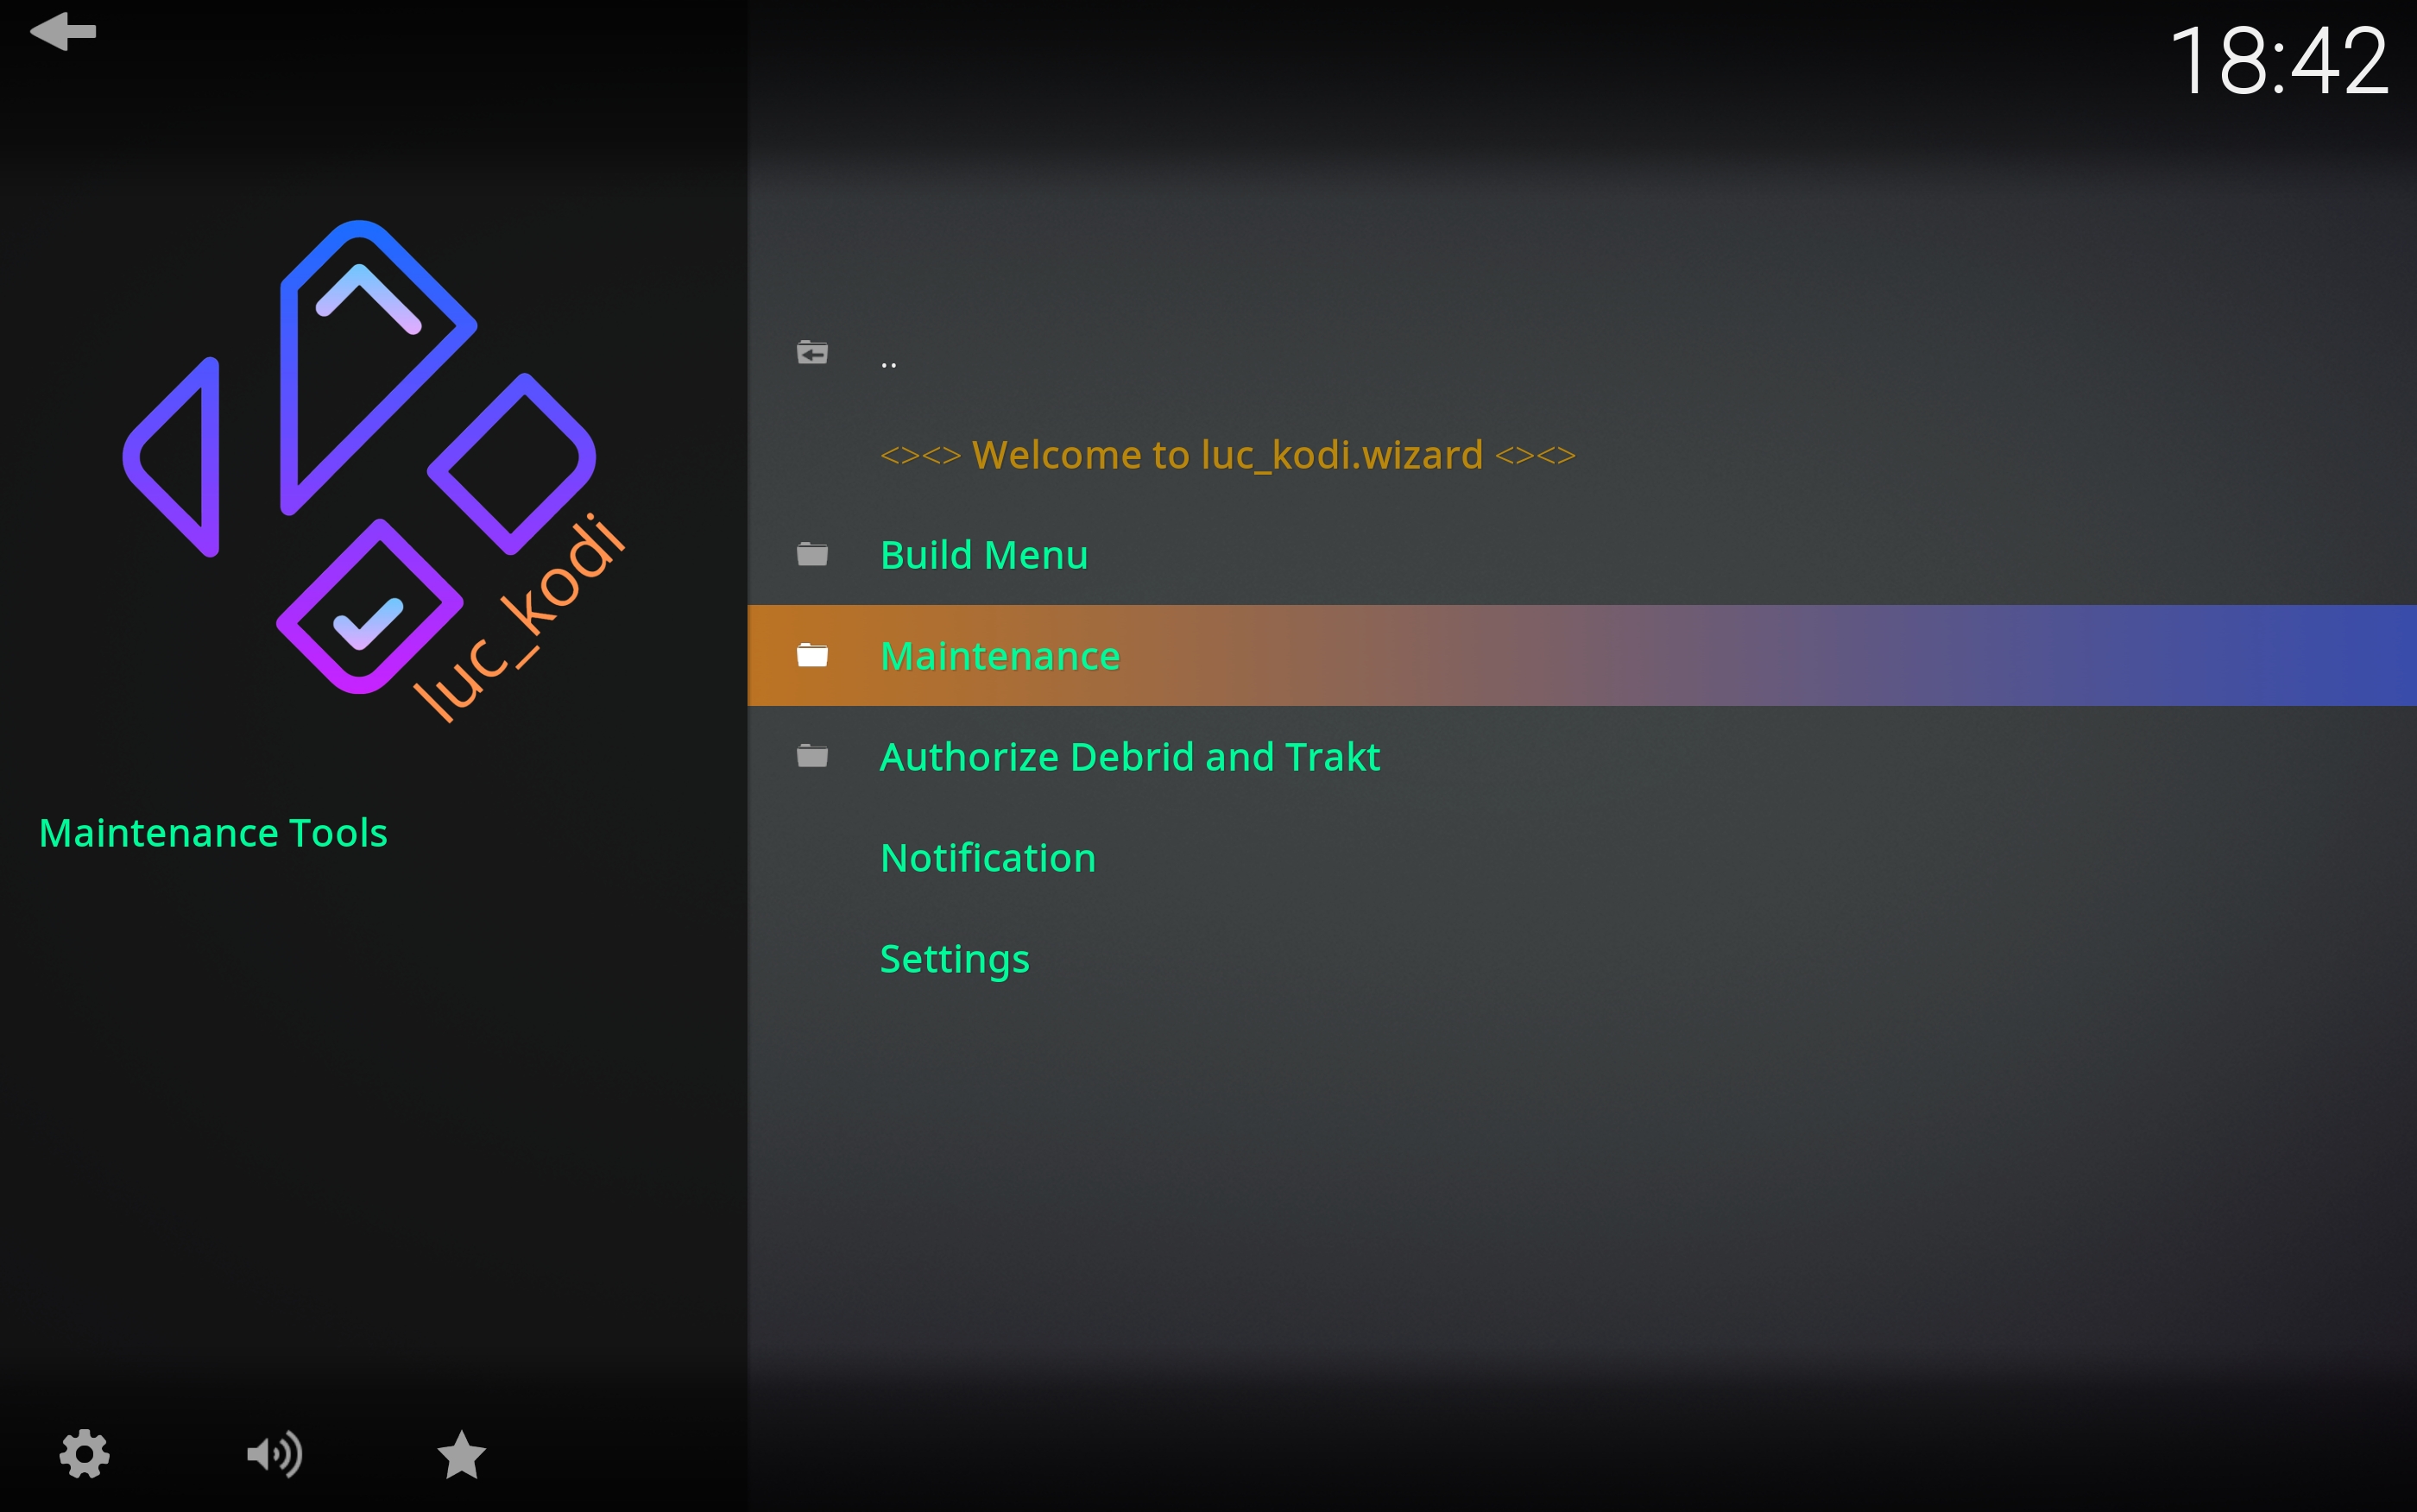 18:42
luc_kodi
Maintenance Tools
..
<><> Welcome to luc_kodi.wizard <><>
Build Menu
Maintenance
Authorize Debrid and Trakt
Notification
Settings